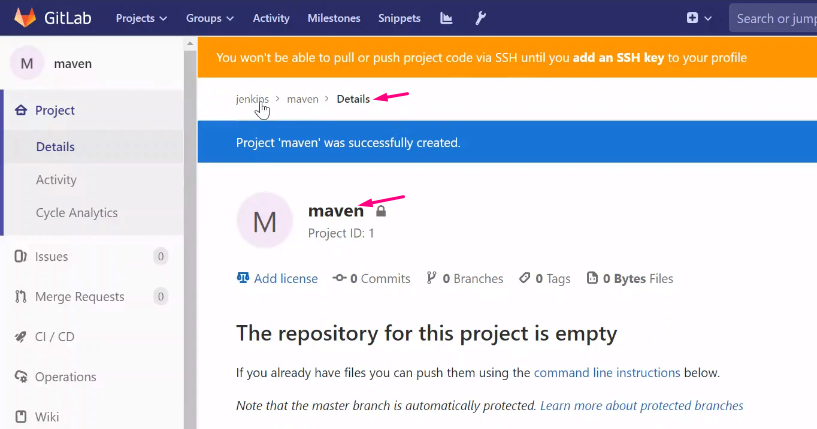 GitLab Projects Groups Activity Milestones Snippets Search or jump
M maven
Project
Details
Activity
Cycle Analytics
Issues 0
Merge Requests 0
CI / CD
Operations
Wiki
You won't be able to pull or push project code via SSH until you add an SSH key to your profile
jenkins > maven > Details
Project 'maven' was successfully created.
M
maven
Project ID: 1
Add license 0 Commits 0 Branches 0 Tags 0 Bytes Files
The repository for this project is empty
If you already have files you can push them using the command line instructions below.
Note that the master branch is automatically protected. Learn more about protected branches